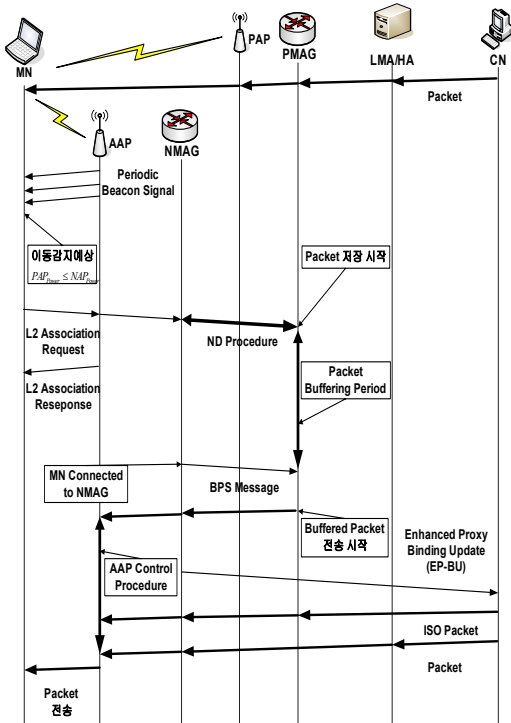 MN
PAP
PMAG
LMA/HA
CN
Packet
AAP
NMAG
Periodic
Beacon Signal
이동감지예상
PAP_Power ≤ NAP_Power
Packet 저장 시작
L2 Association
Request
ND Procedure
L2 Association
Reseponse
Packet
Buffering Period
MN Connected
to NMAG
BPS Message
Buffered Packet
전송 시작
Enhanced Proxy
Binding Update
(EP-BU)
AAP Control
Procedure
ISO Packet
Packet
Packet
전송